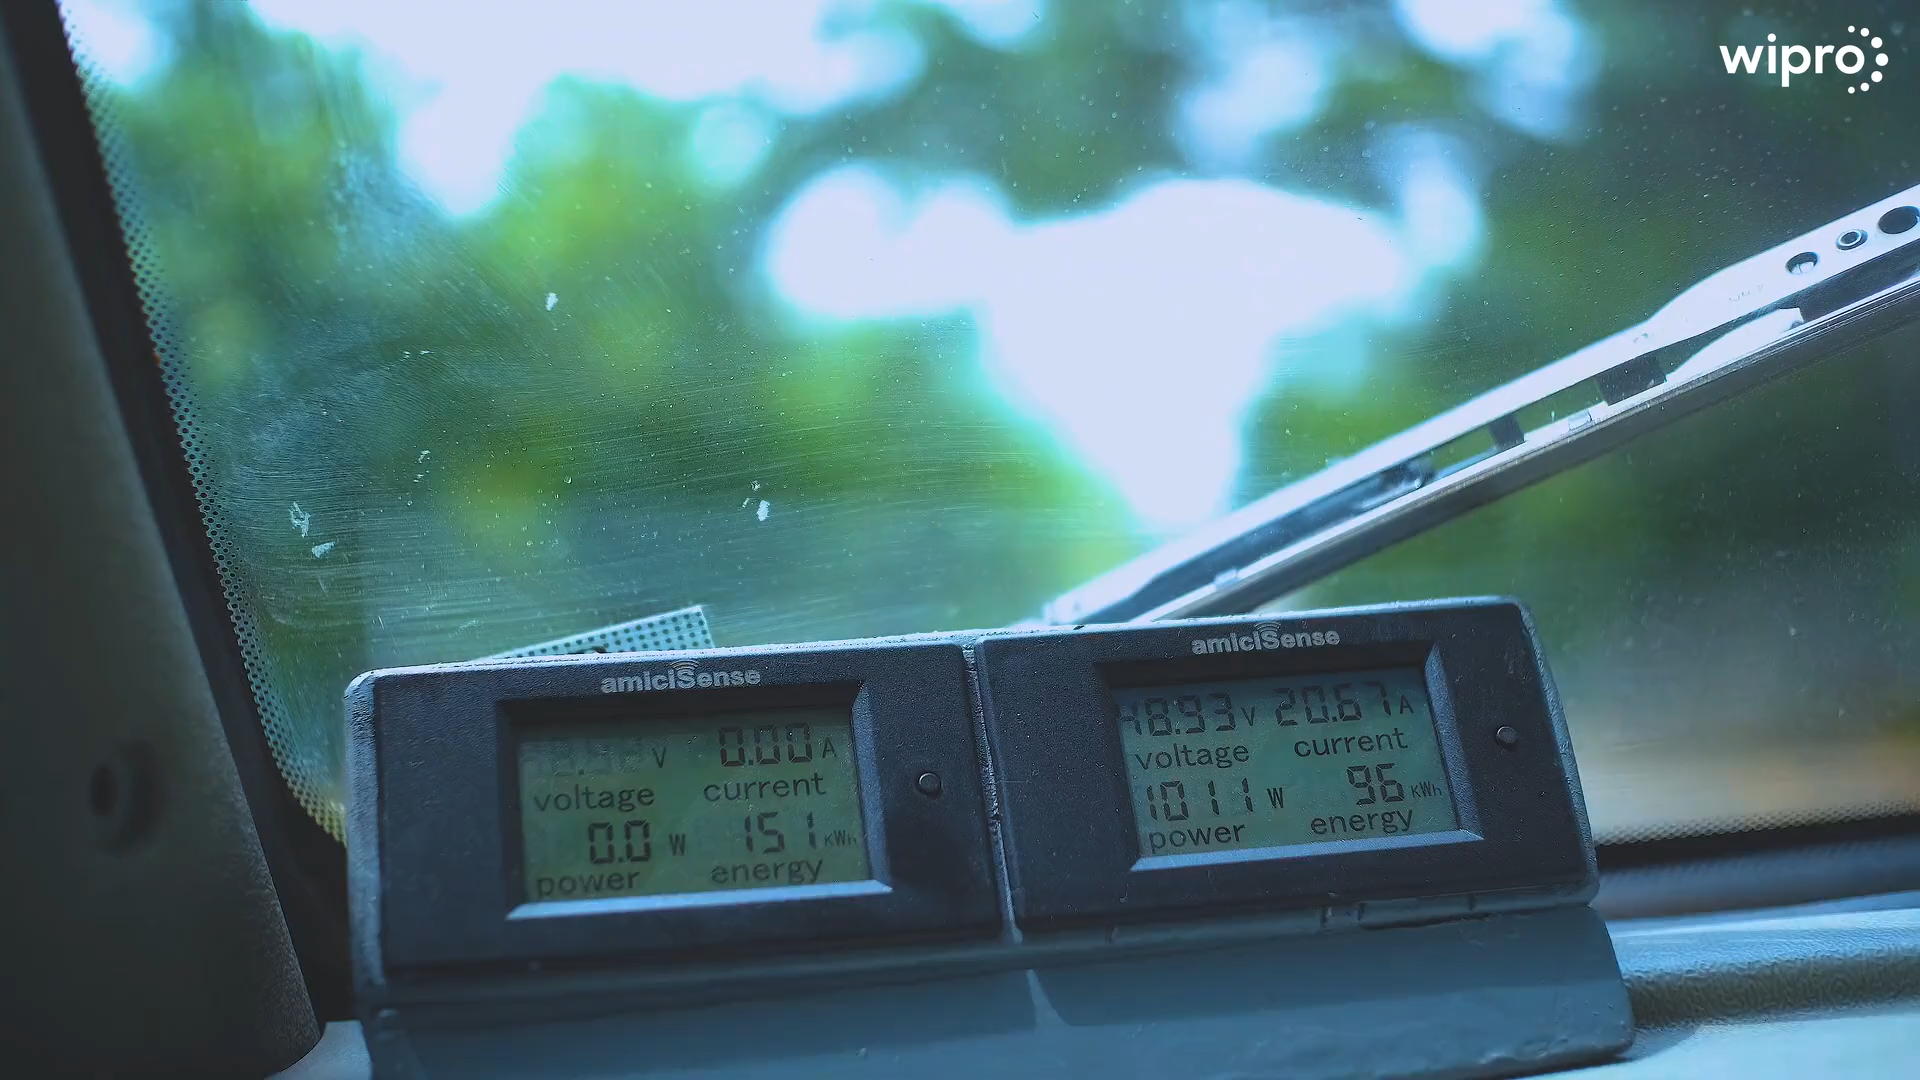 wipro
amiciSense
V 0.00 A
voltage current
0.0 W 151 kWh
power energy
amiciSense
48.93 V 20.67 A
voltage current
1011 W 96 kWh
power energy